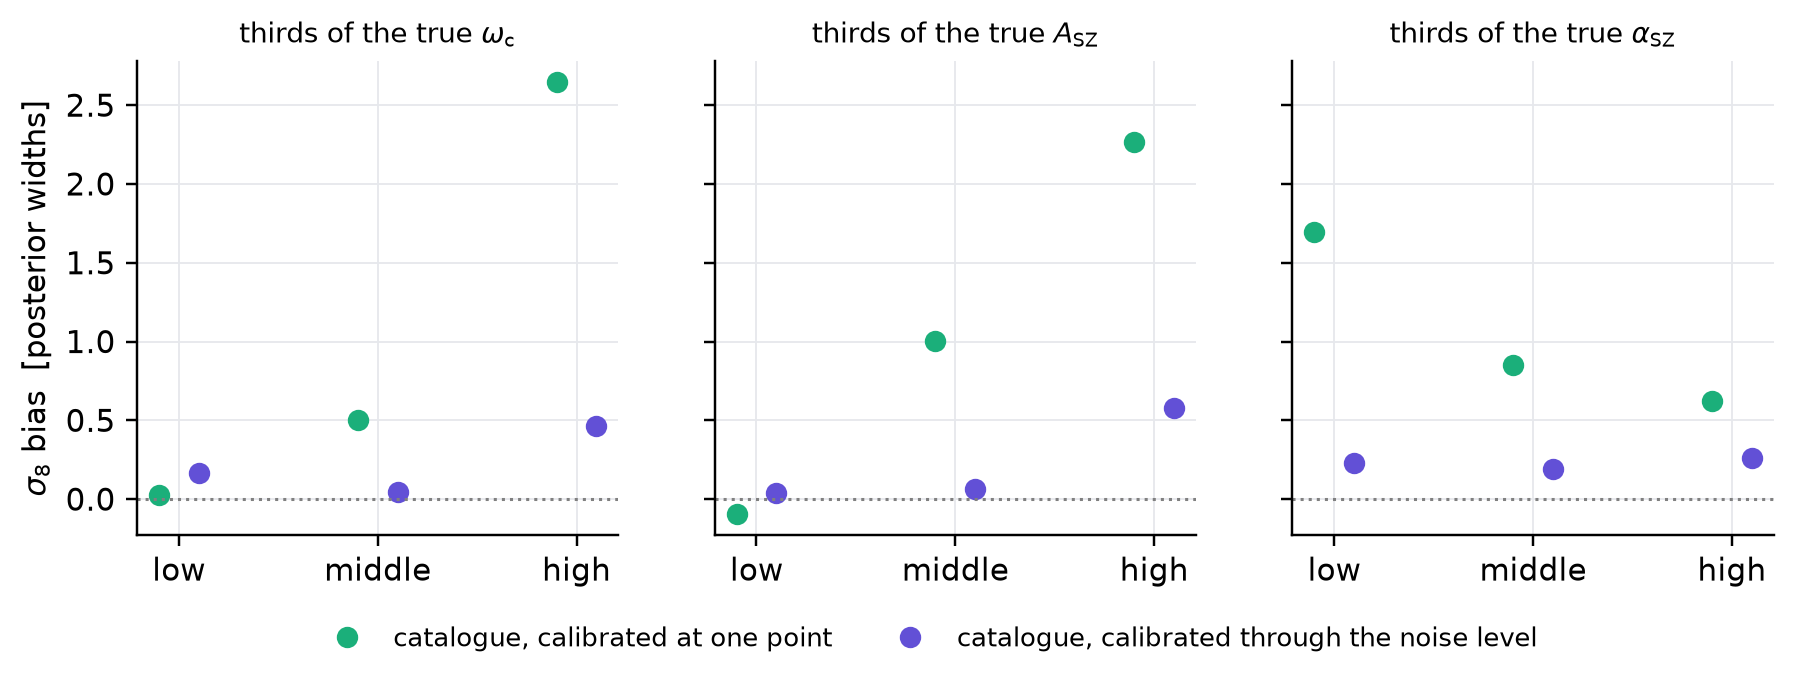 thirds of the true ω_c
thirds of the true A_SZ
thirds of the true α_SZ
σ_8 bias [posterior widths]
2.5
2.0
1.5
1.0
0.5
0.0
low middle high
low middle high
low middle high
catalogue, calibrated at one point
catalogue, calibrated through the noise level